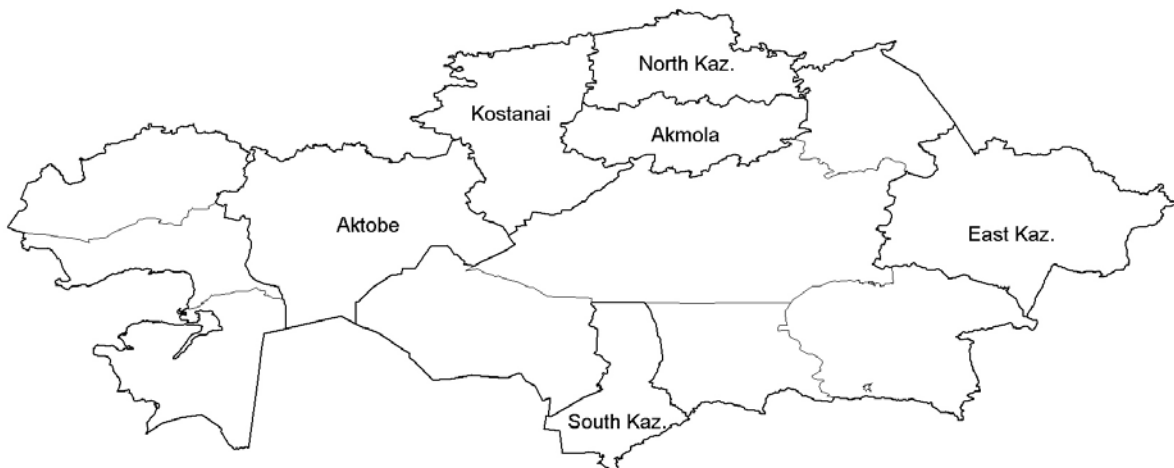 North Kaz.
Kostanai
Akmola
Aktobe
East Kaz.
South Kaz.